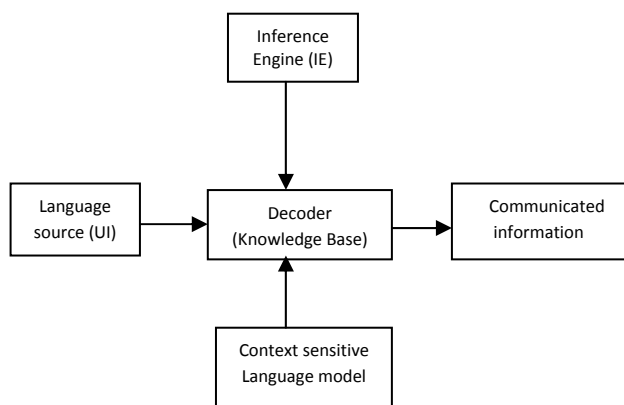 Inference
Engine (IE)
Language
source (UI)
Decoder
(Knowledge Base)
Communicated
information
Context sensitive
Language model